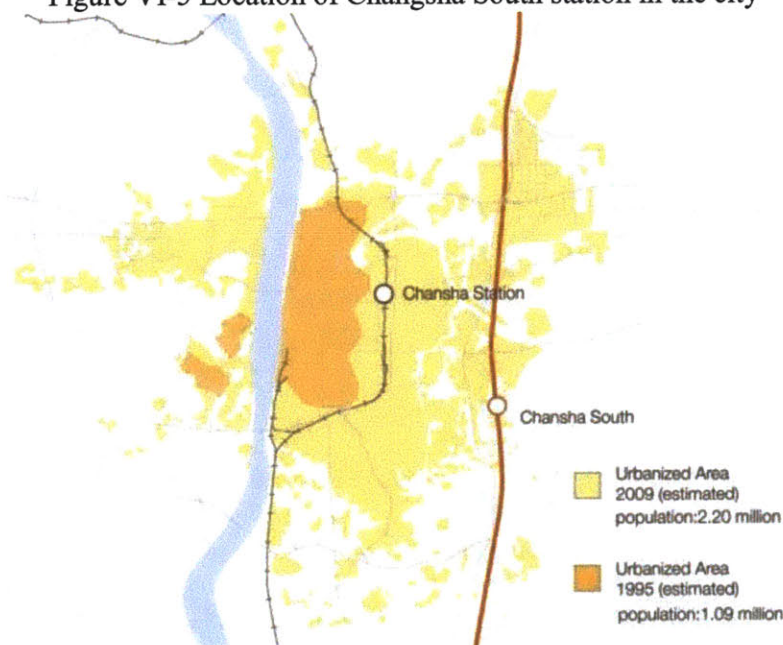 Figure VI-5 Location of Changsha South station in the city
Chansha Station
Chansha South
Urbanized Area
2009 (estimated)
population:2.20 million
Urbanized Area
1995 (estimated)
population:1.09 million